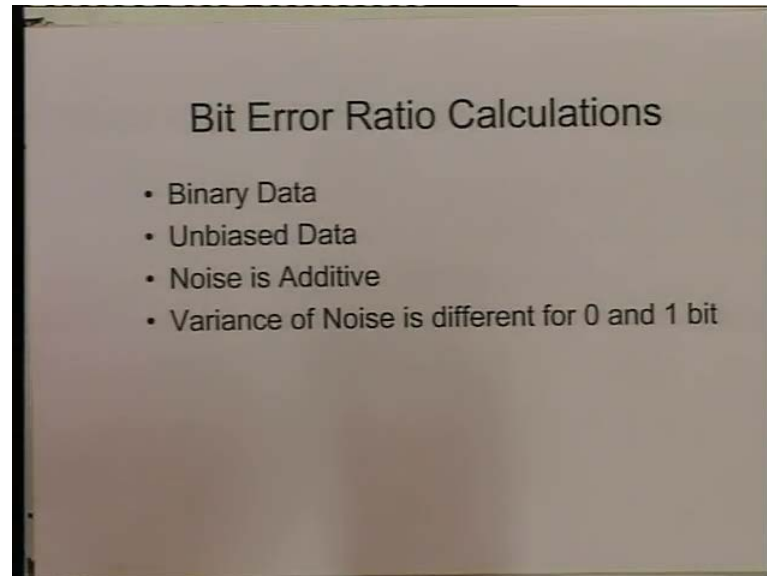 Bit Error Ratio Calculations
• Binary Data
• Unbiased Data
• Noise is Additive
• Variance of Noise is different for 0 and 1 bit